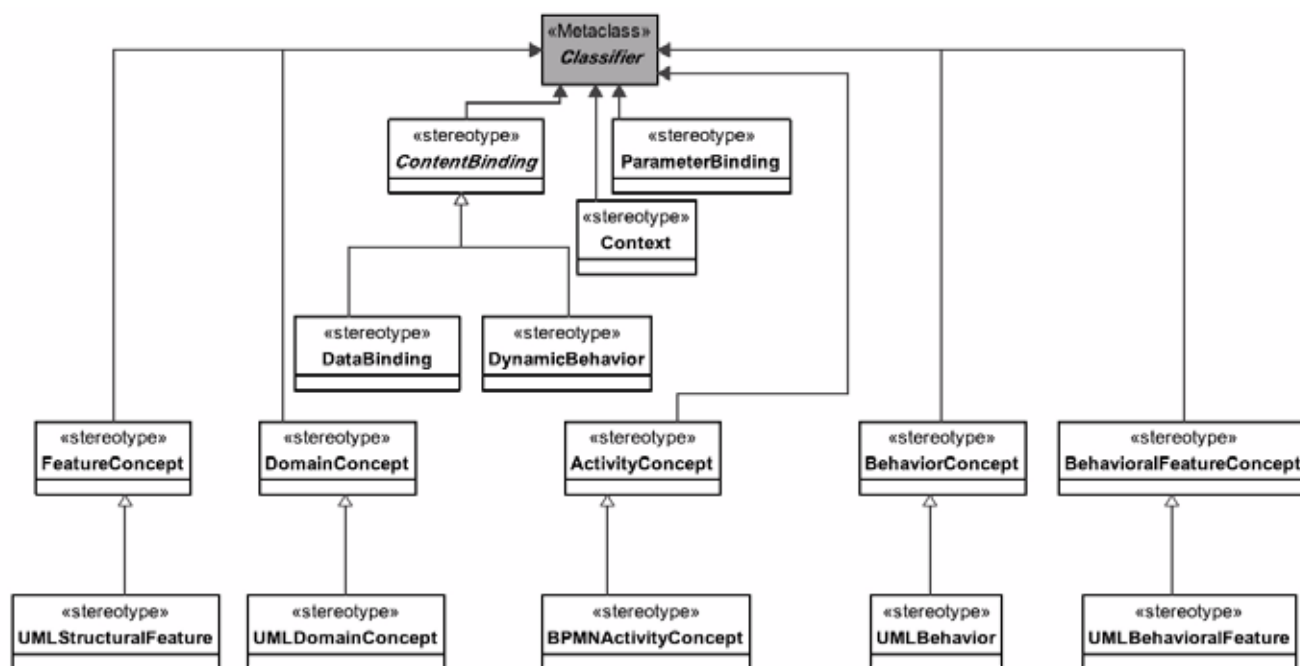 «Metaclass»
Classifier
«stereotype»
ContentBinding
«stereotype»
ParameterBinding
«stereotype»
Context
«stereotype»
DataBinding
«stereotype»
DynamicBehavior
«stereotype»
FeatureConcept
«stereotype»
DomainConcept
«stereotype»
ActivityConcept
«stereotype»
BehaviorConcept
«stereotype»
BehavioralFeatureConcept
«stereotype»
UMLStructuralFeature
«stereotype»
UMLDomainConcept
«stereotype»
BPMNActivityConcept
«stereotype»
UMLBehavior
«stereotype»
UMLBehavioralFeature